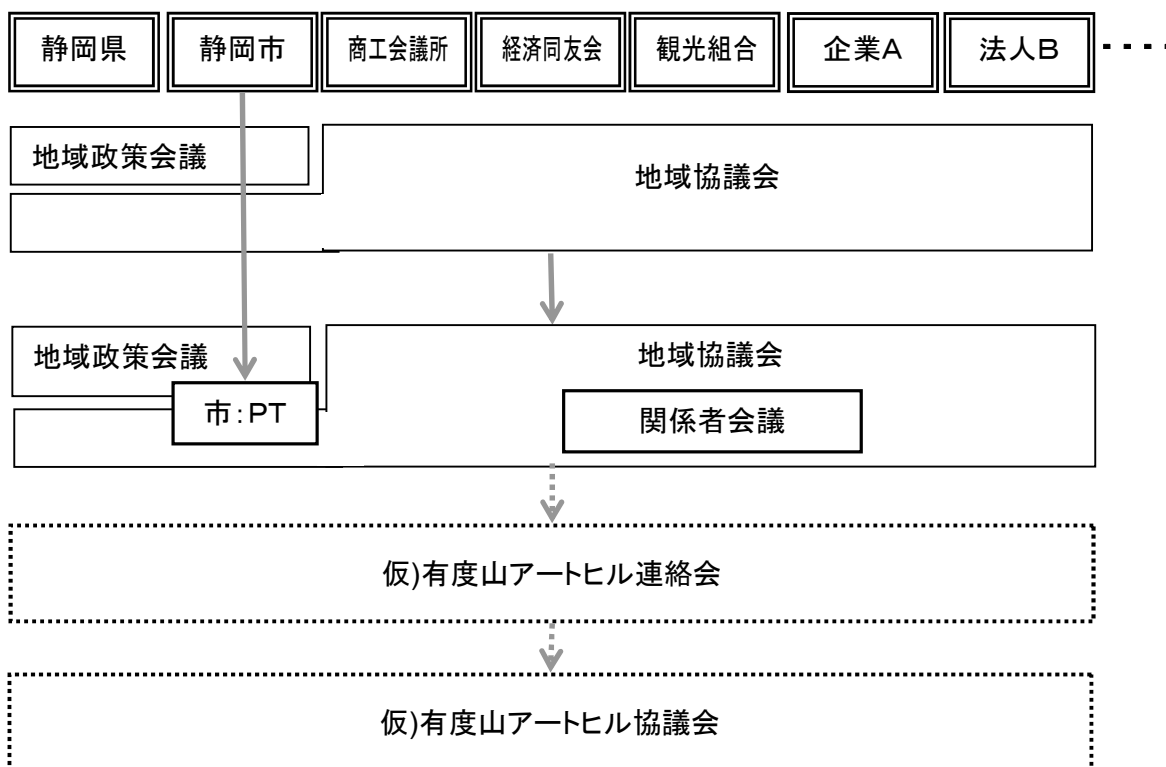 静岡県
静岡市
商工会議所
経済同友会
観光組合
企業A
法人B
地域政策会議
地域協議会
地域政策会議
地域協議会
市：PT
関係者会議
仮)有度山アートヒル連絡会
仮)有度山アートヒル協議会